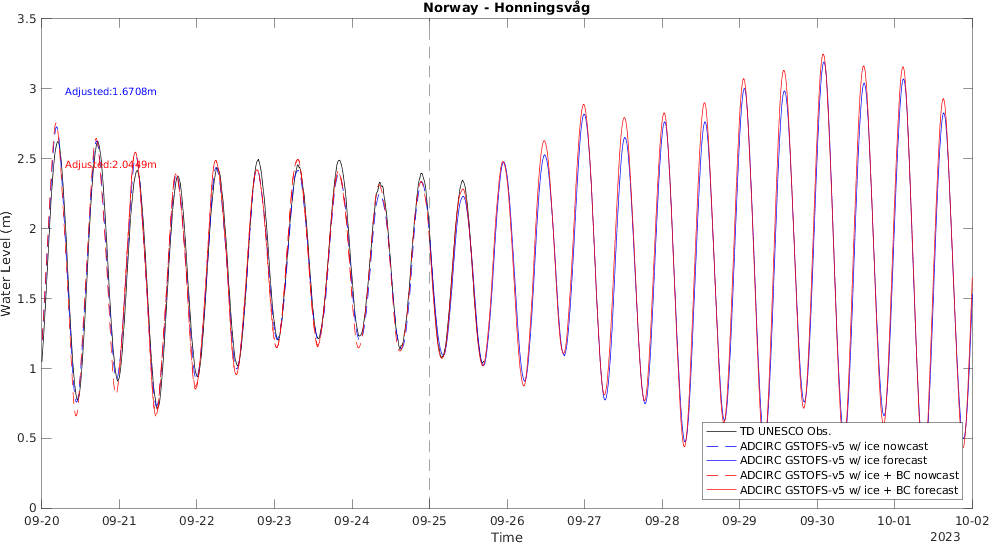 Norway - Honningsvåg
3.5
3
2.5
2
1.5
1
0.5
0
Water Level (m)
Adjusted:1.6708m
Adjusted:2.0449m
TD UNESCO Obs.
ADCIRC GSTOFS-v5 w/ ice nowcast
ADCIRC GSTOFS-v5 w/ ice forecast
ADCIRC GSTOFS-v5 w/ ice + BC nowcast
ADCIRC GSTOFS-v5 w/ ice + BC forecast
09-20 09-21 09-22 09-23 09-24 09-25 09-26 09-27 09-28 09-29 09-30 10-01 10-02
Time
2023